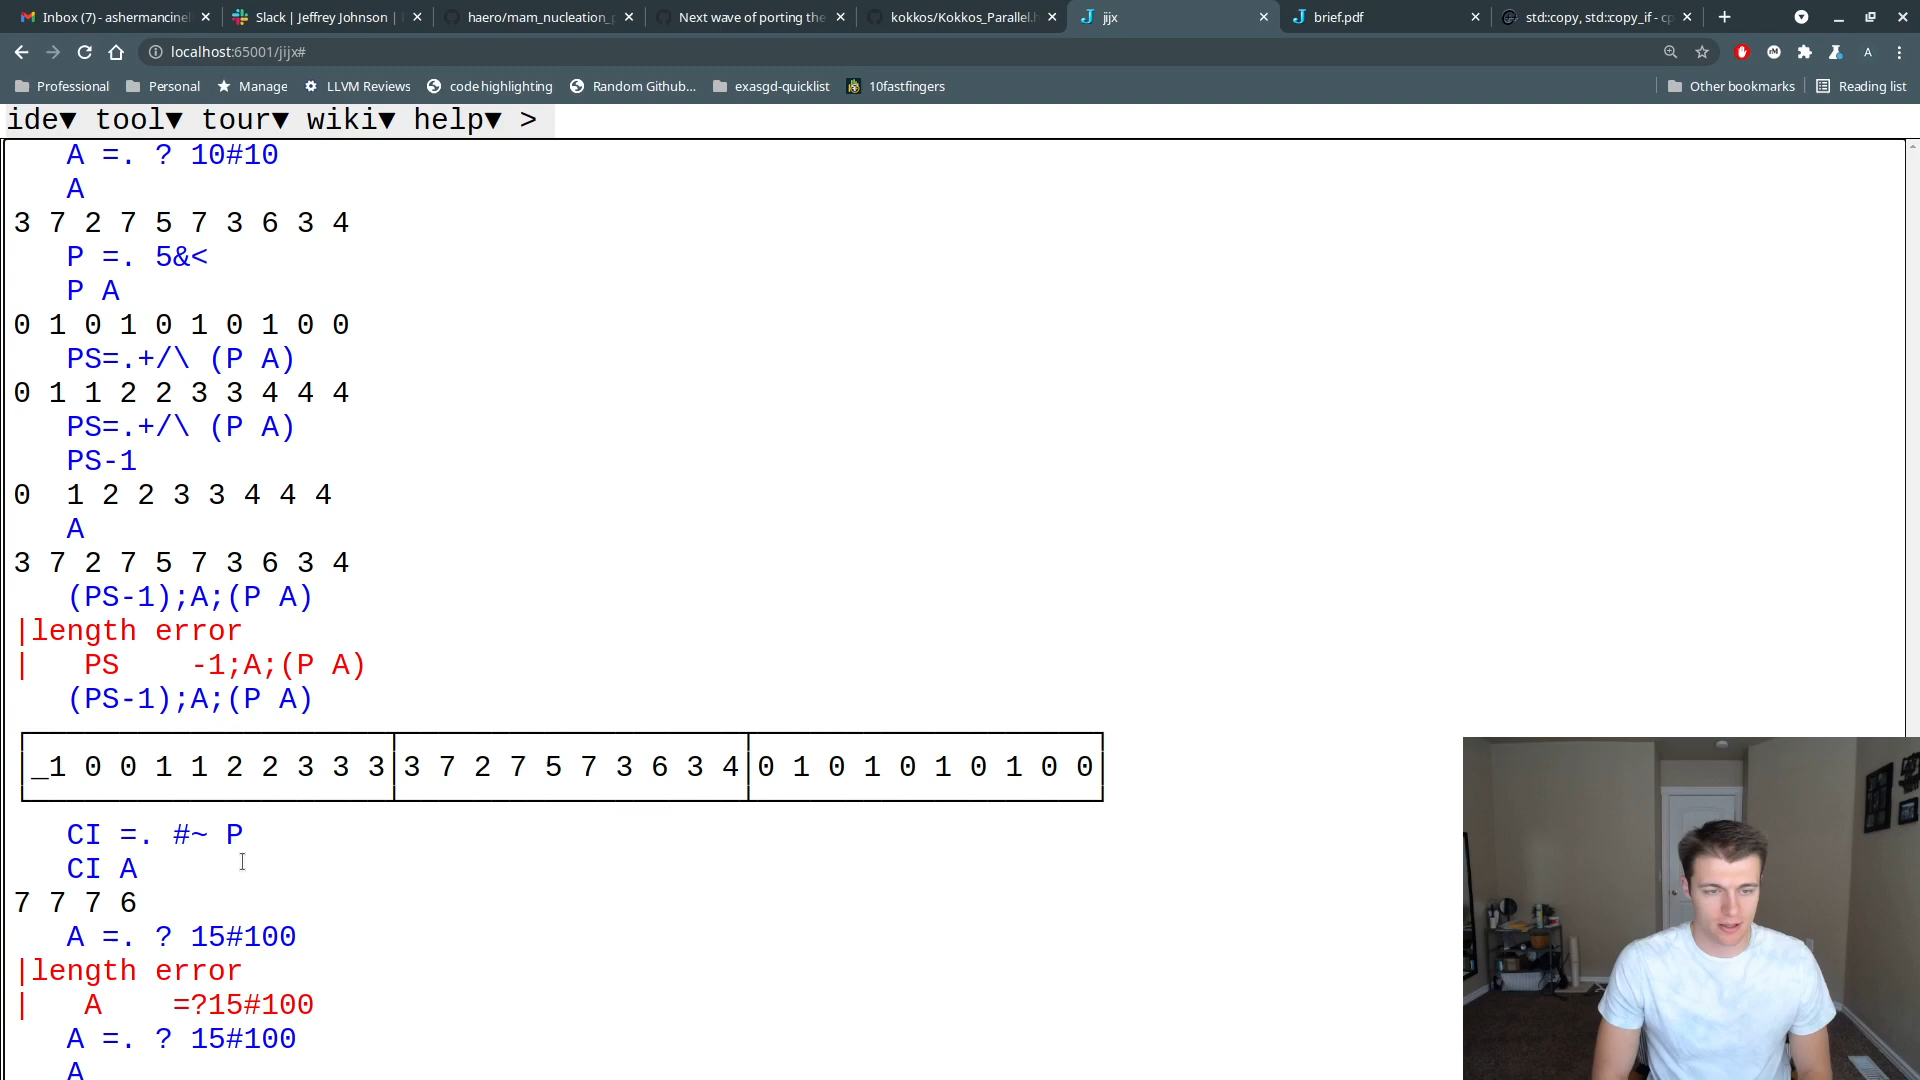 Inbox (7) - ashermancinel
Slack | Jeffrey Johnson |
haero/mam_nucleation_p
Next wave of porting the
kokkos/Kokkos_Parallel.h
jijx
brief.pdf
std::copy, std::copy_if - cp
localhost:65001/jijx#
A
Professional
Personal
Manage
LLVM Reviews
code highlighting
Random Github...
exasgd-quicklist
10fastfingers
Other bookmarks
Reading list
ide▼ tool▼ tour▼ wiki▼ help▼ >
A =. ? 10#10
A
3 7 2 7 5 7 3 6 3 4
P =. 5&<
P A
0 1 0 1 0 1 0 1 0 0
PS=.+/\ (P A)
0 1 1 2 2 3 3 4 4 4
PS=.+/\ (P A)
PS-1
0  1 2 2 3 3 4 4 4
A
3 7 2 7 5 7 3 6 3 4
(PS-1);A;(P A)
|length error
|   PS    -1;A;(P A)
(PS-1);A;(P A)
|_1 0 0 1 1 2 2 3 3 3|3 7 2 7 5 7 3 6 3 4|0 1 0 1 0 1 0 1 0 0|
CI =. #~ P
CI A
7 7 7 6
A =. ? 15#100
|length error
|   A    =?15#100
A =. ? 15#100
A